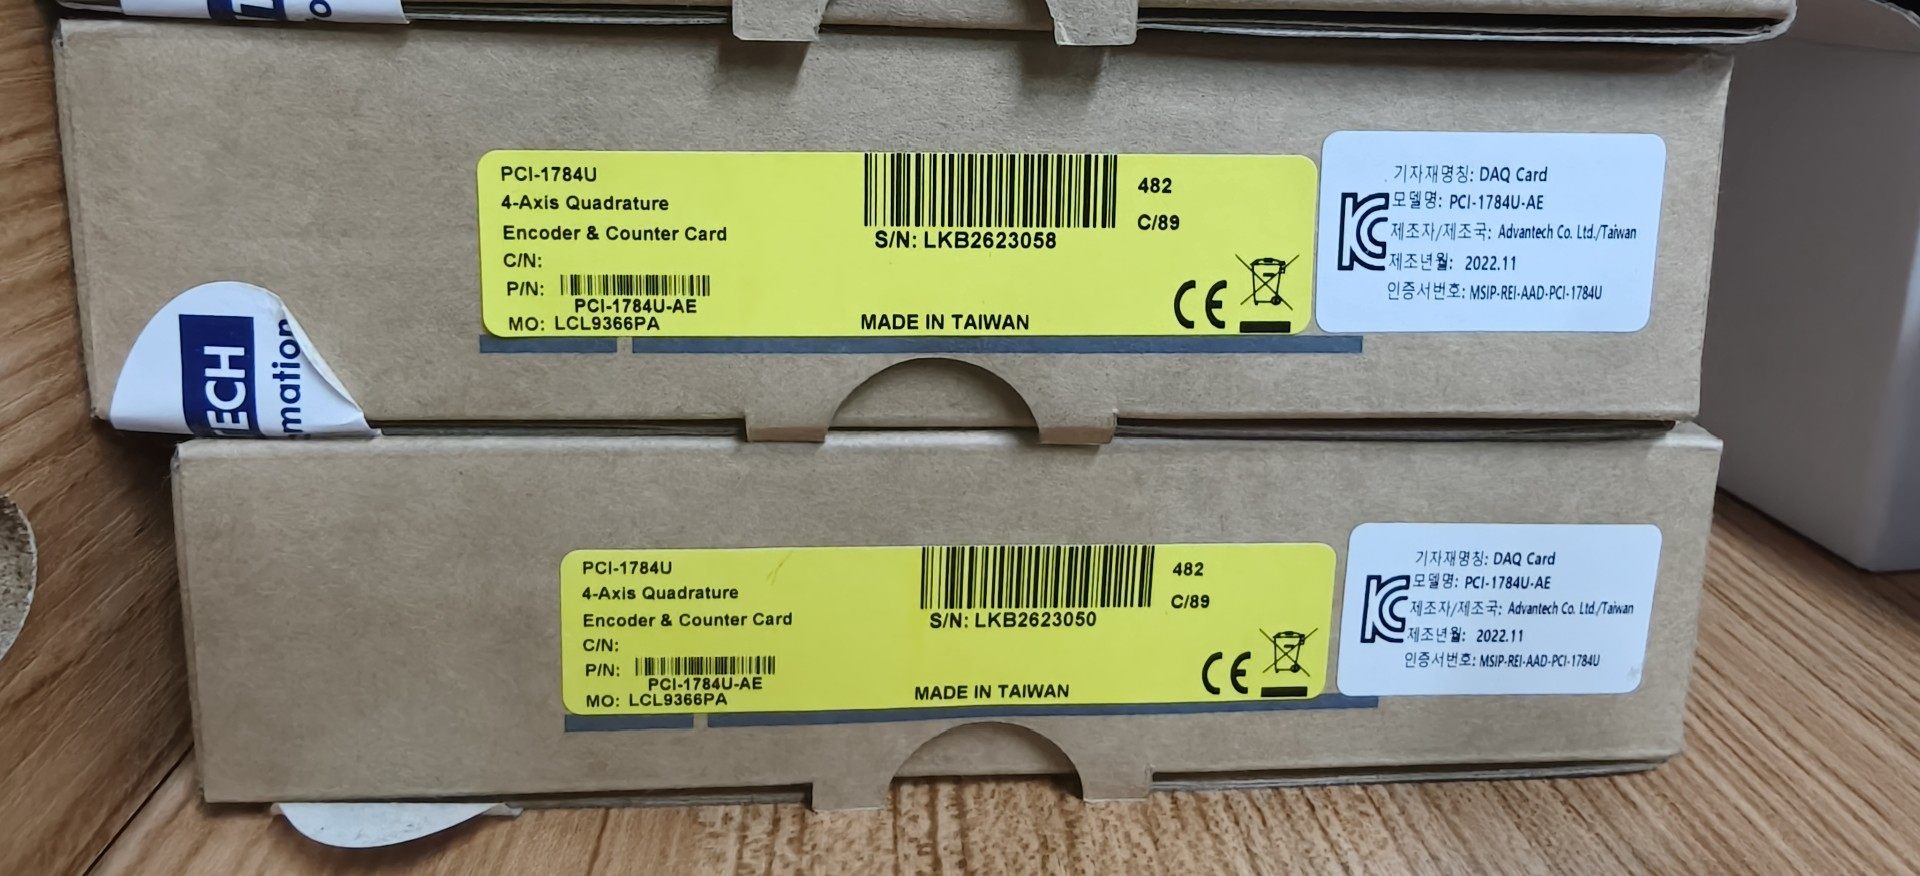 PCI-1784U
4-Axis Quadrature
Encoder & Counter Card
C/N:
P/N:
PCI-1784U-AE
MO: LCL9366PA
S/N: LKB2623058
482
C/89
MADE IN TAIWAN
CE
기자재명칭: DAQ Card
모델명: PCI-1784U-AE
제조자/제조국: Advantech Co. Ltd./Taiwan
제조년월: 2022.11
인증서번호: MSIP-REI-AAD-PCI-1784U
TECH
mation
PCI-1784U
4-Axis Quadrature
Encoder & Counter Card
C/N:
P/N:
PCI-1784U-AE
MO: LCL9366PA
S/N: LKB2623050
482
C/89
MADE IN TAIWAN
CE
기자재명칭: DAQ Card
모델명: PCI-1784U-AE
제조자/제조국: Advantech Co. Ltd./Taiwan
제조년월: 2022.11
인증서번호: MSIP-REI-AAD-PCI-1784U